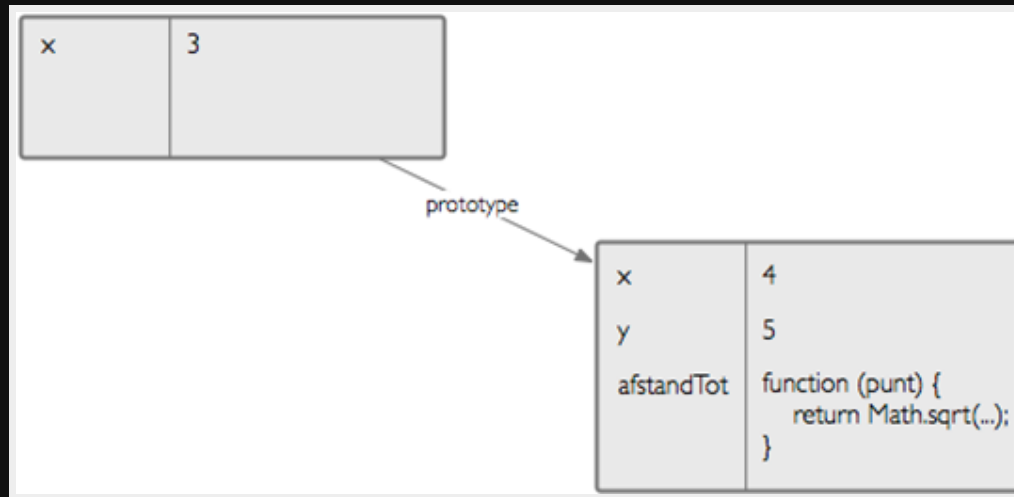 x 3
prototype
x 4
y 5
afstandTot function (punt) {
return Math.sqrt(...);
}